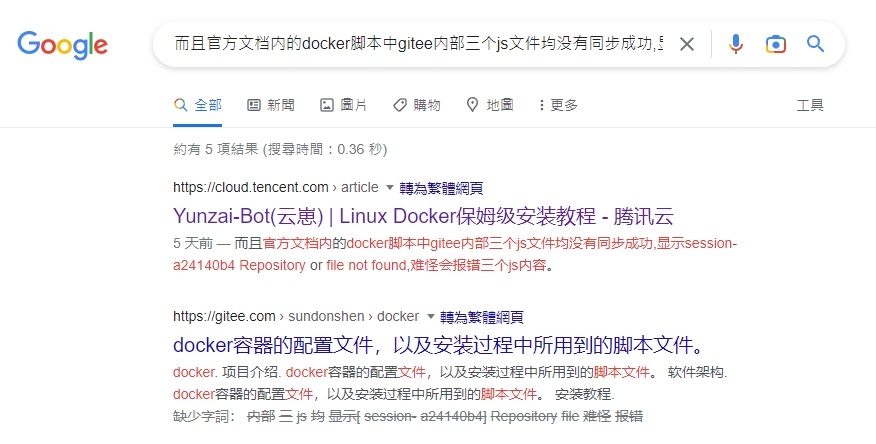 Google
而且官方文档内的docker脚本中gitee内部三个js文件均没有同步成功,
全部 新聞 圖片 購物 地圖 更多 工具
約有 5 項結果 (搜尋時間：0.36 秒)
https://cloud.tencent.com › article 轉為繁體網頁
Yunzai-Bot(云崽) | Linux Docker保姆级安装教程 - 腾讯云
5 天前 — 而且官方文档内的docker脚本中gitee内部三个js文件均没有同步成功,显示session-
a24140b4 Repository or file not found,难怪会报错三个js内容。
https://gitee.com › sundonshen › docker 轉為繁體網頁
docker容器的配置文件，以及安装过程中所用到的脚本文件。
docker. 项目介绍. docker容器的配置文件，以及安装过程中所用到的脚本文件。 软件架构.
docker容器的配置文件，以及安装过程中所用到的脚本文件。 安装教程.
缺少字詞： 内部 三 js 均 显示[ session- a24140b4] Repository file 难怪 报错